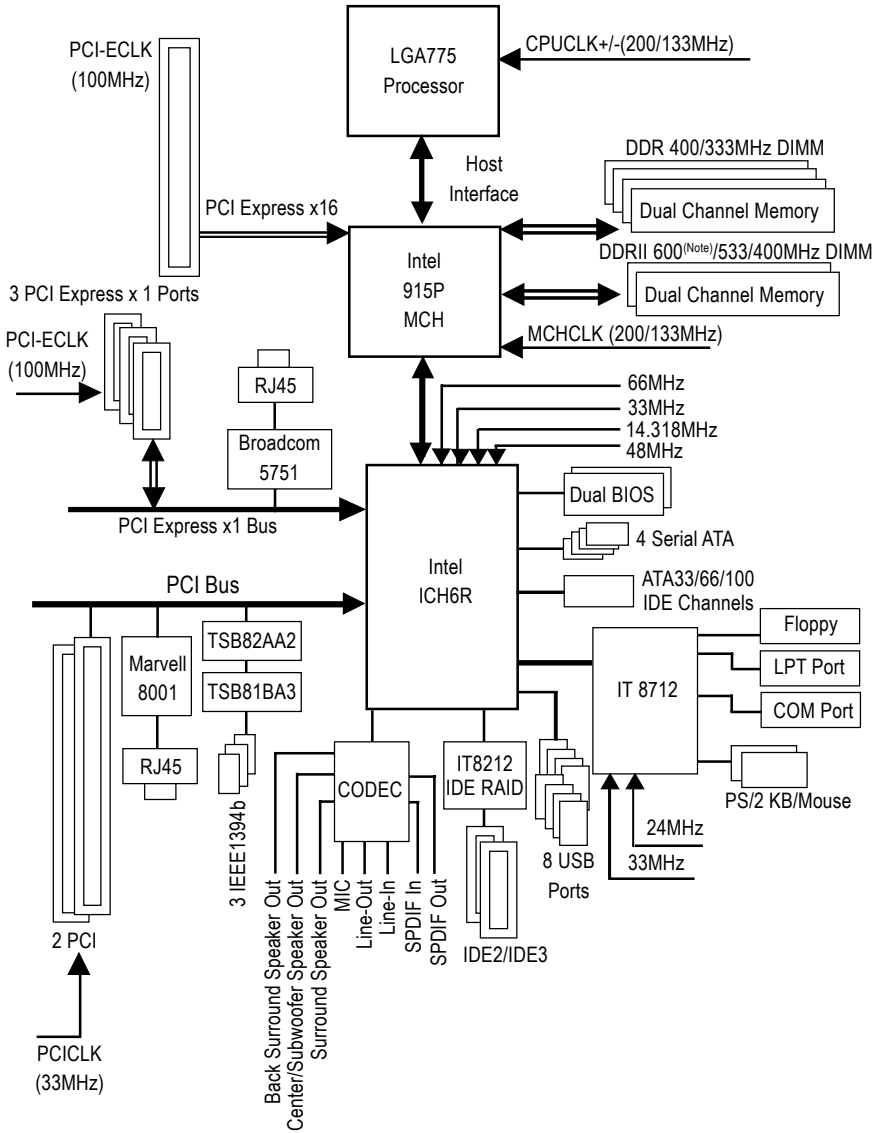 PCI-ECLK
(100MHz)
LGA775
Processor
CPUCLK+/-(200/133MHz)
Host
Interface
DDR 400/333MHz DIMM
Dual Channel Memory
PCI Express x16
Intel
915P
MCH
DDRII 600(Note)/533/400MHz DIMM
Dual Channel Memory
MCHCLK (200/133MHz)
3 PCI Express x 1 Ports
PCI-ECLK
(100MHz)
RJ45
Broadcom
5751
66MHz
33MHz
14.318MHz
48MHz
PCI Express x1 Bus
Intel
ICH6R
Dual BIOS
4 Serial ATA
ATA33/66/100
IDE Channels
PCI Bus
Marvell
8001
RJ45
TSB82AA2
TSB81BA3
3 IEEE1394b
IT 8712
Floppy
LPT Port
COM Port
PS/2 KB/Mouse
24MHz
33MHz
CODEC
IT8212
IDE RAID
8 USB
Ports
IDE2/IDE3
Back Surround Speaker Out
Center/Subwoofer Speaker Out
Surround Speaker Out
MIC
Line-Out
Line-In
SPDIF In
SPDIF Out
2 PCI
PCICLK
(33MHz)